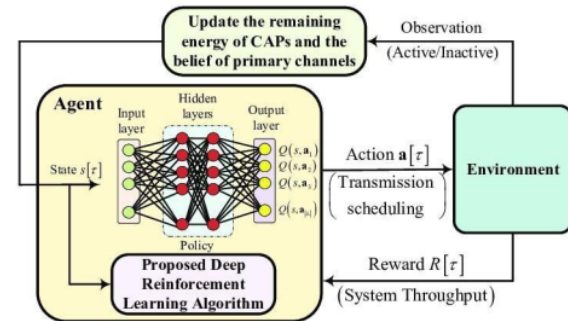 Update the remaining
energy of CAPs and the
belief of primary channels
Observation
(Active/Inactive)
Agent
Input
layer
Hidden
layers
Output
layer
State s[τ]
Q(s,a₁)
Q(s,a₂)
Q(s,a₃)
Policy
Proposed Deep
Reinforcement
Learning Algorithm
Action a[τ]
(Transmission
scheduling)
Environment
Reward R[τ]
(System Throughput)